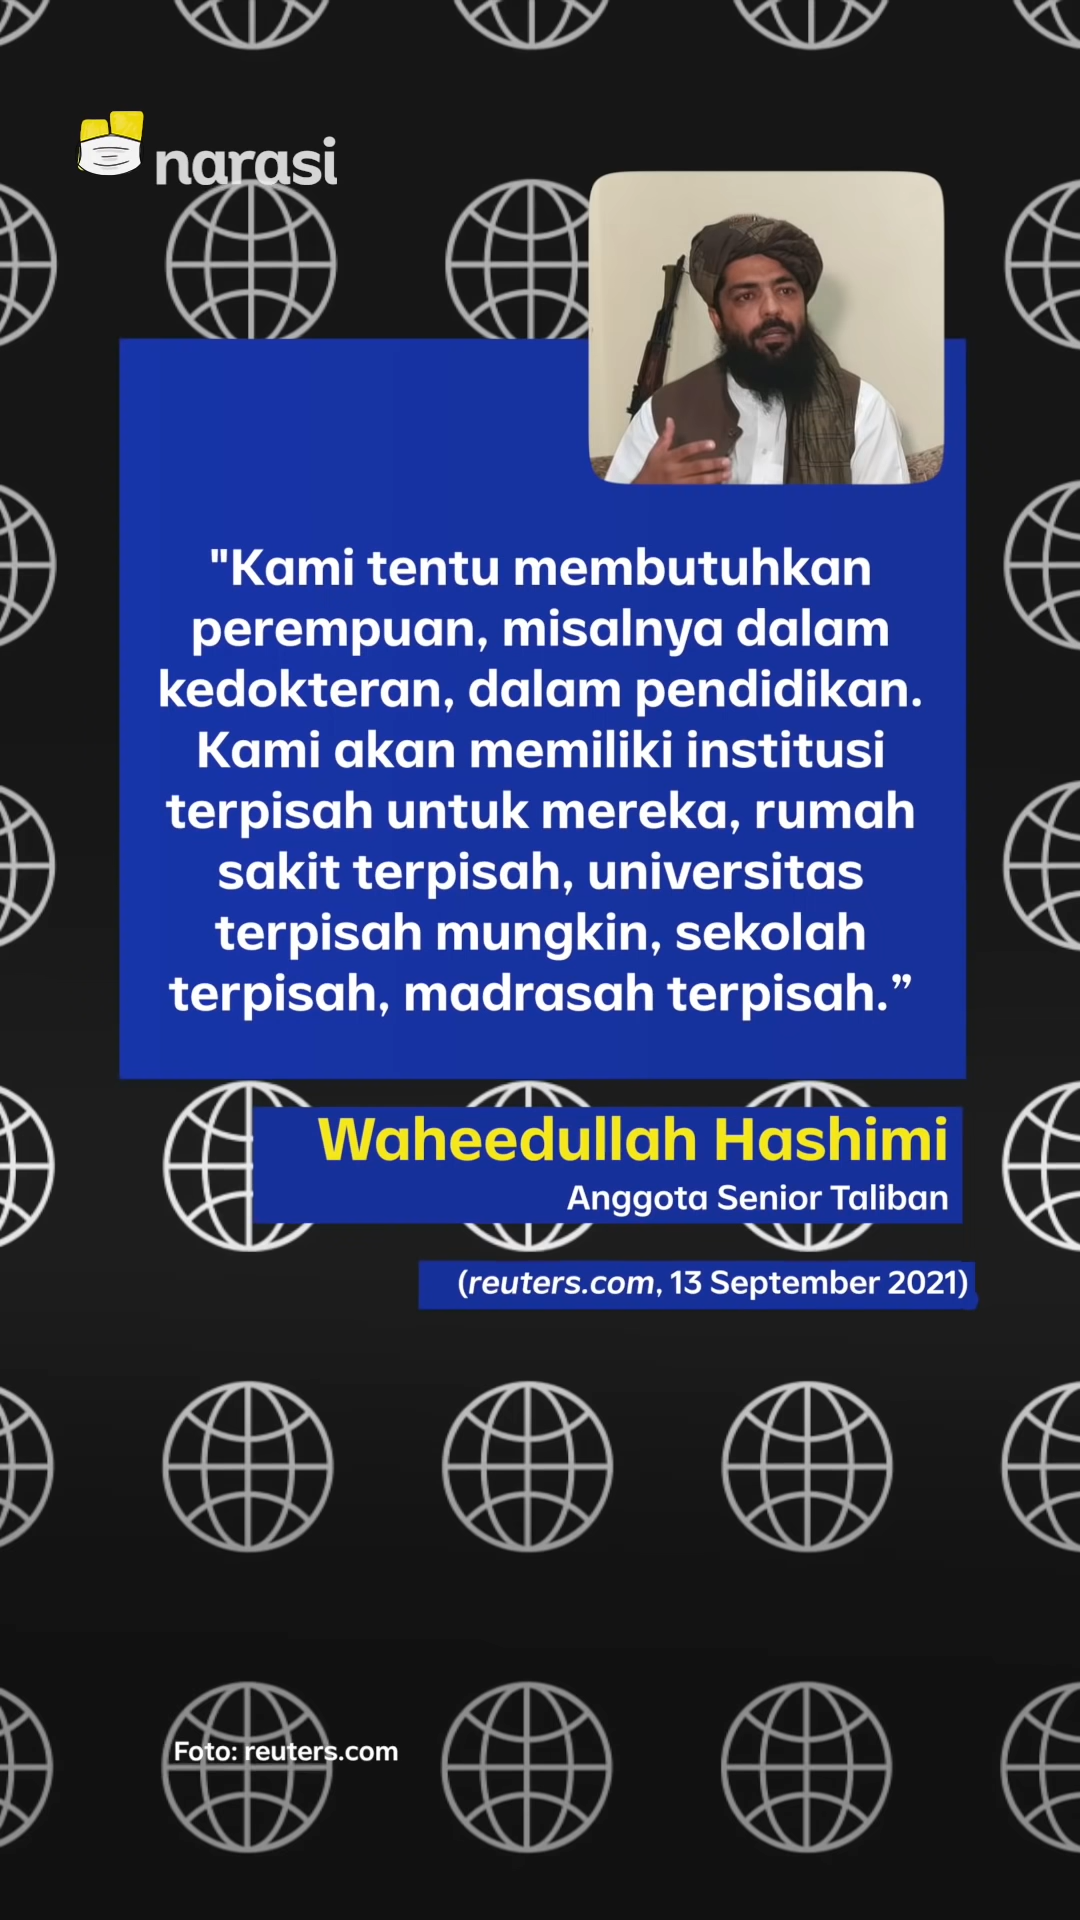 narasi
"Kami tentu membutuhkan
perempuan, misalnya dalam
kedokteran, dalam pendidikan.
Kami akan memiliki institusi
terpisah untuk mereka, rumah
sakit terpisah, universitas
terpisah mungkin, sekolah
terpisah, madrasah terpisah.”
Waheedullah Hashimi
Anggota Senior Taliban
(reuters.com, 13 September 2021)
Foto: reuters.com